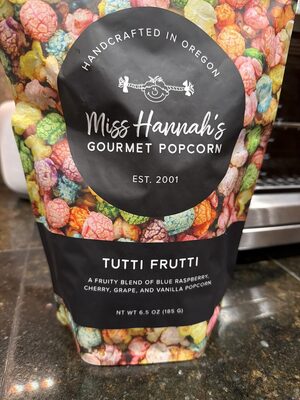 HANDCRAFTED IN OREGON
Miss Hannah's
GOURMET POPCORN
EST. 2001
TUTTI FRUTTI
A FRUITY BLEND OF BLUE RASPBERRY,
CHERRY, GRAPE, AND VANILLA POPCORN
NT WT 6.5 OZ (185 G)